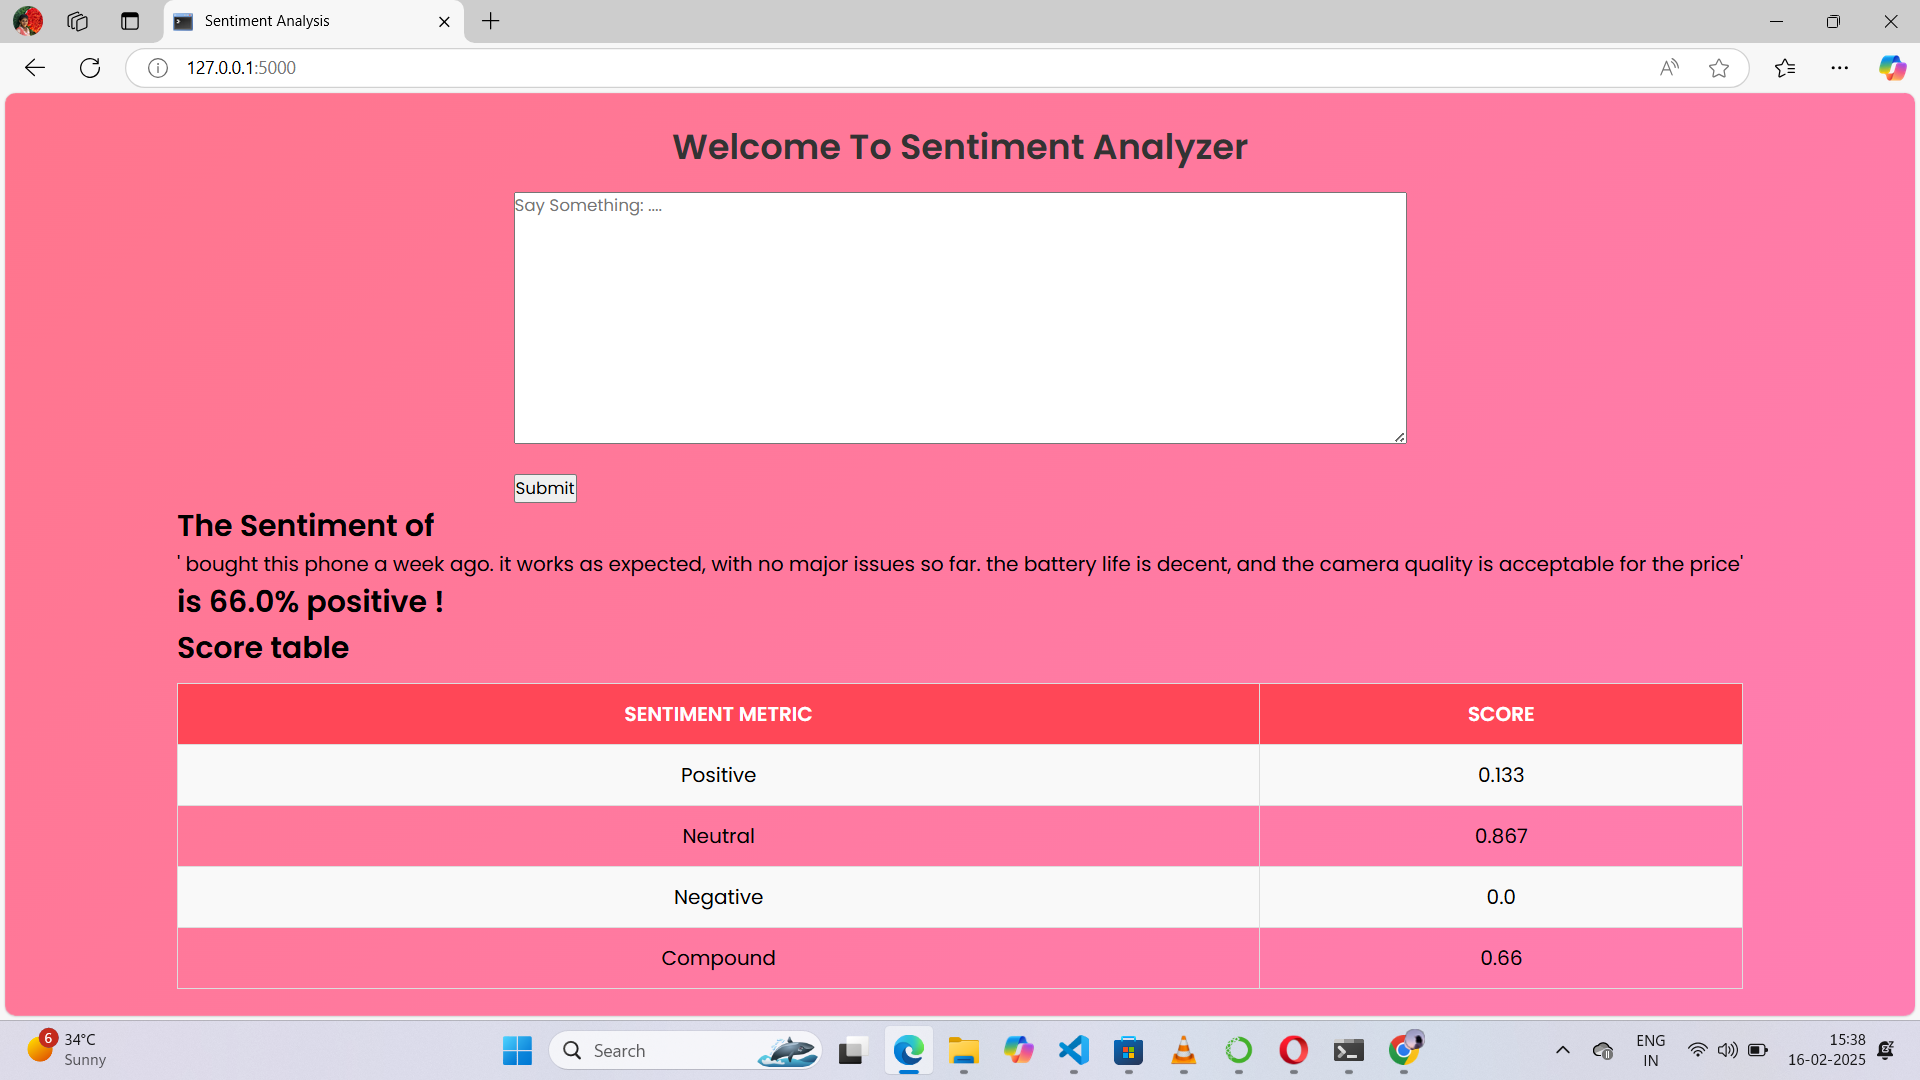 Sentiment Analysis
127.0.0.1:5000
Welcome To Sentiment Analyzer
Say Something: ....
Submit
The Sentiment of
' bought this phone a week ago. it works as expected, with no major issues so far. the battery life is decent, and the camera quality is acceptable for the price'
is 66.0% positive !
Score table
SENTIMENT METRIC SCORE
Positive 0.133
Neutral 0.867
Negative 0.0
Compound 0.66
6
34°C
Sunny
Search
ENG
IN
15:38
16-02-2025